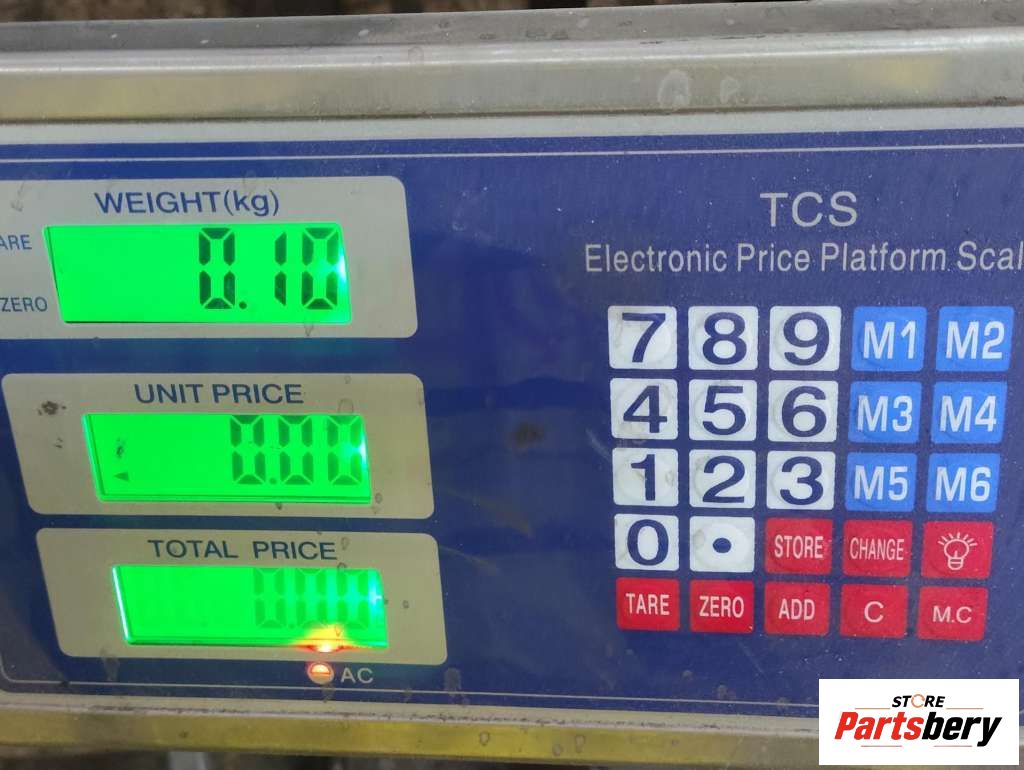 WEIGHT(kg)
ARE
0.10
ZERO
UNIT PRICE
0.00
TOTAL PRICE
0.00
AC
TCS
Electronic Price Platform Scal
7 8 9 M1 M2
4 5 6 M3 M4
1 2 3 M5 M6
0 . STORE CHANGE
TARE ZERO ADD C M.C
STORE
Partsbery